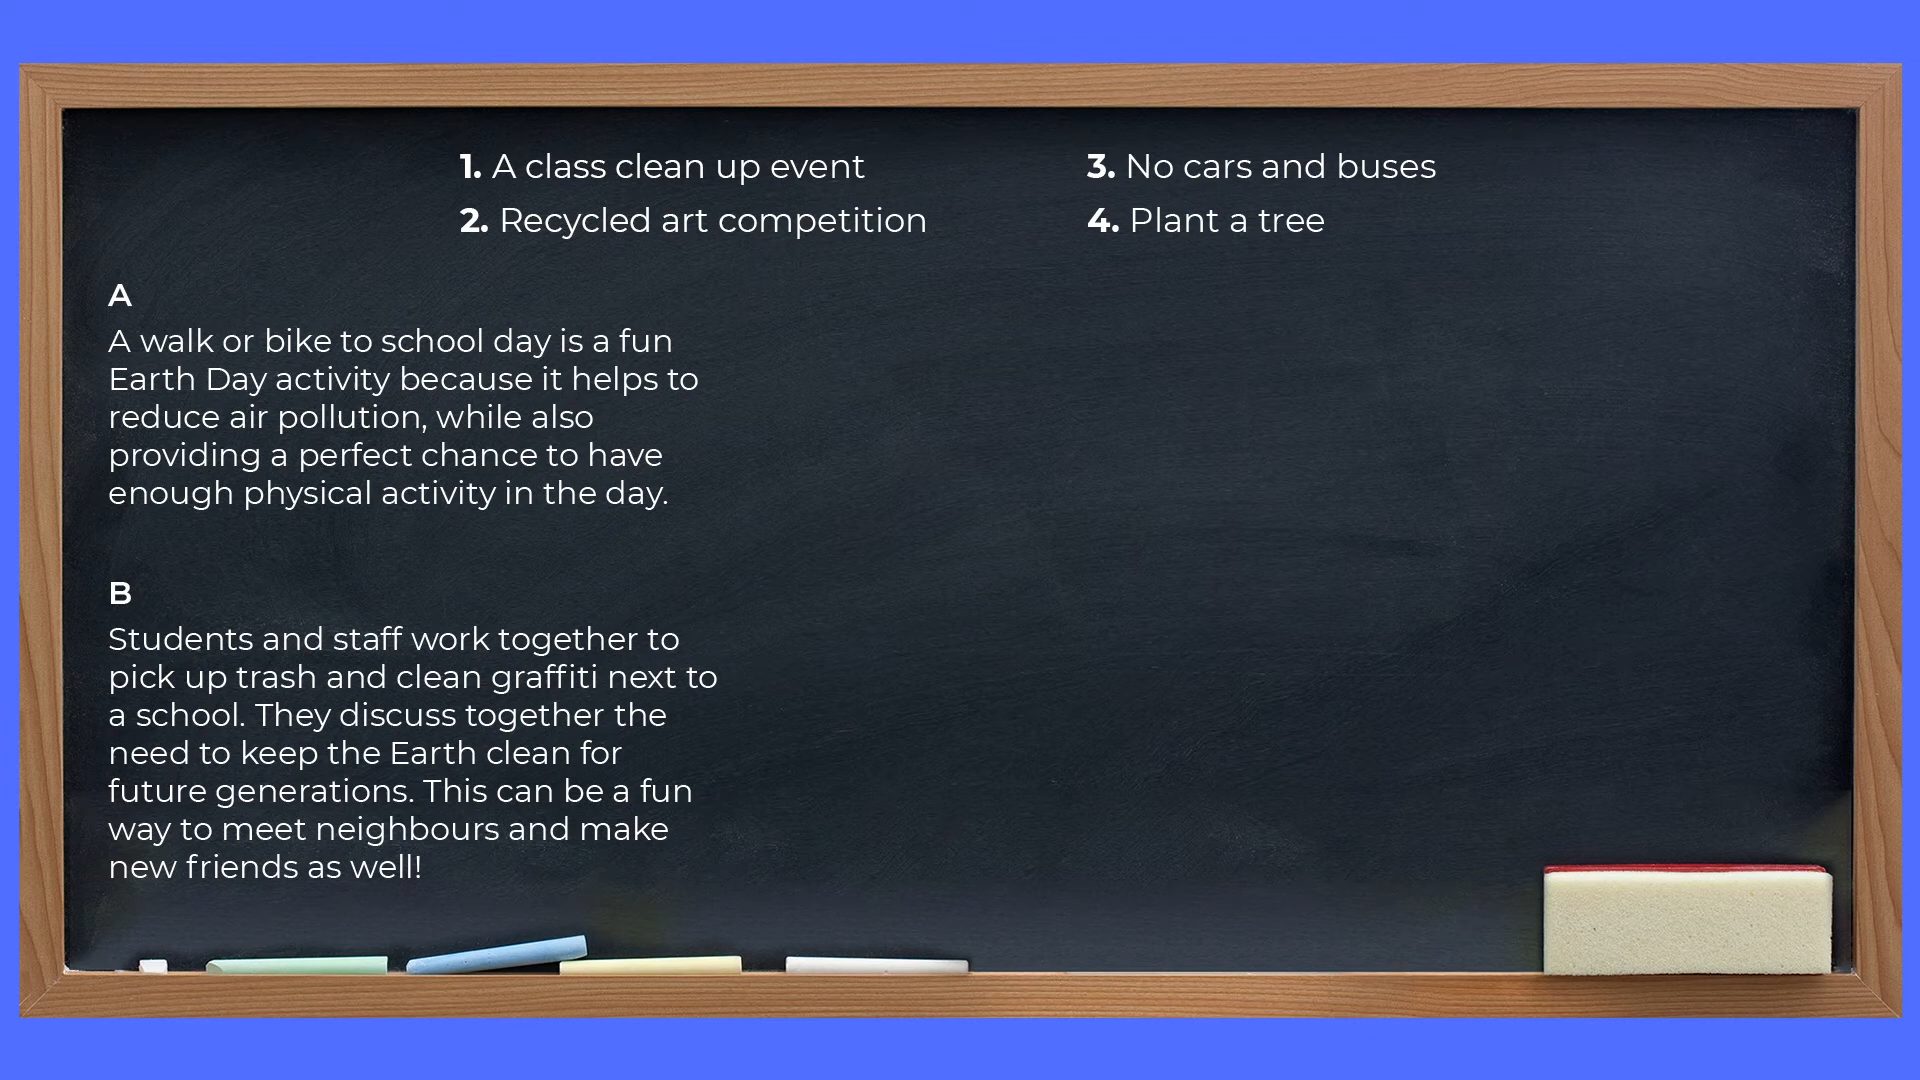 1. A class clean up event
2. Recycled art competition
3. No cars and buses
4. Plant a tree
A
A walk or bike to school day is a fun
Earth Day activity because it helps to
reduce air pollution, while also
providing a perfect chance to have
enough physical activity in the day.
B
Students and staff work together to
pick up trash and clean graffiti next to
a school. They discuss together the
need to keep the Earth clean for
future generations. This can be a fun
way to meet neighbours and make
new friends as well!